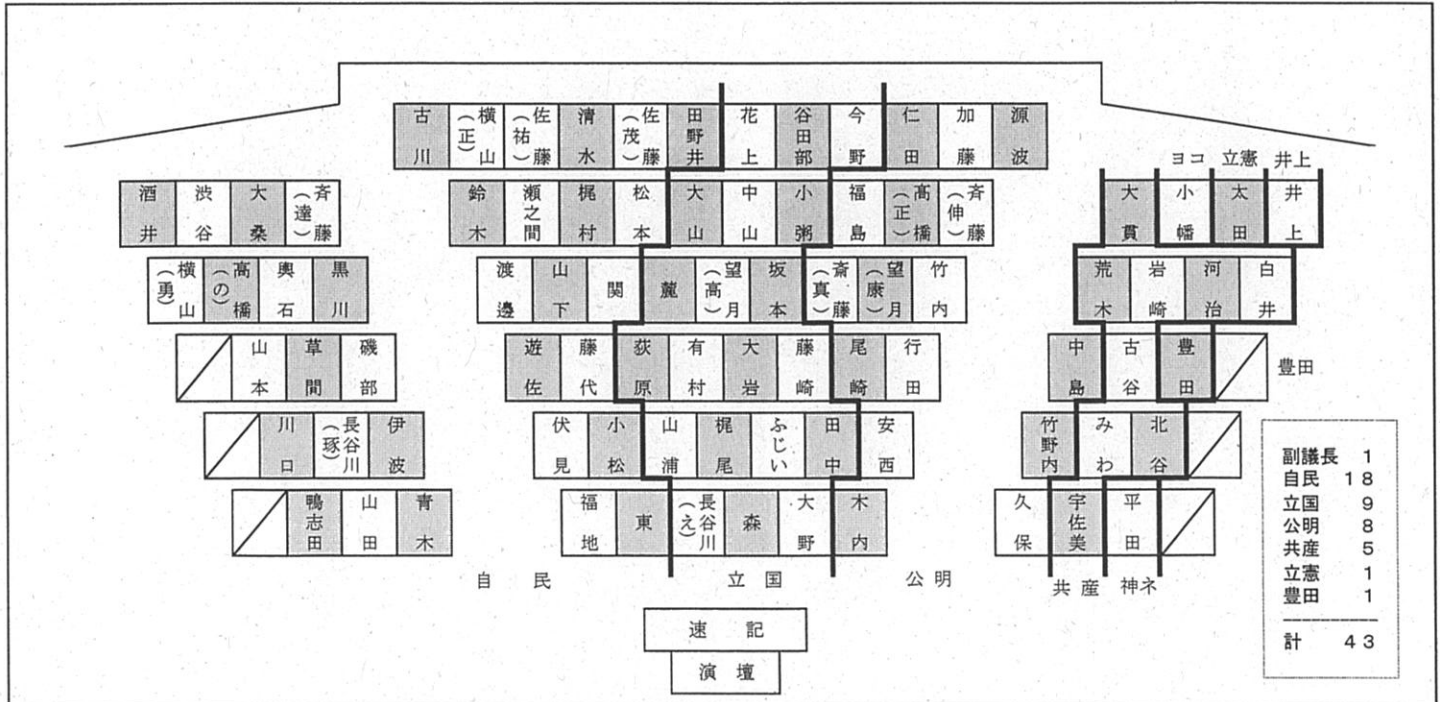 古川 横山（正） 佐藤（祐） 清水 佐藤（茂） 田野井 花上 谷田部 今野 仁田 加藤 源波
ヨコ 立憲 井上
酒井 渋谷 大桑 斉藤（達） 鈴木 瀬之間 梶村 松本 大山 中山 小粥 福島 髙橋（正） 斉藤（伸） 大貫 小幡 太田 井上
横山（勇） 高橋（の） 輿石 黒川 渡邊 山下 関 麓 望月（高） 坂本 斎藤（真） 望月（康） 竹内 荒木 岩崎 河治 白井
山本 草間 磯部 遊佐 藤代 荻原 有村 大岩 藤崎 尾崎 行田 中島 古谷 豊田 豊田
川口 長谷川（琢） 伊波 伏見 小松 山浦 梶尾 ふじい 田中 安西 竹野内 みわ 北谷
鴨志田 山田 青木 福地 東 長谷川（え） 森 大野 木内 久保 宇佐美 平田
自民 立国 公明 共産 神ネ
速記
演壇
副議長 1
自民 18
立国 9
公明 8
共産 5
立憲 1
豊田 1
計 43